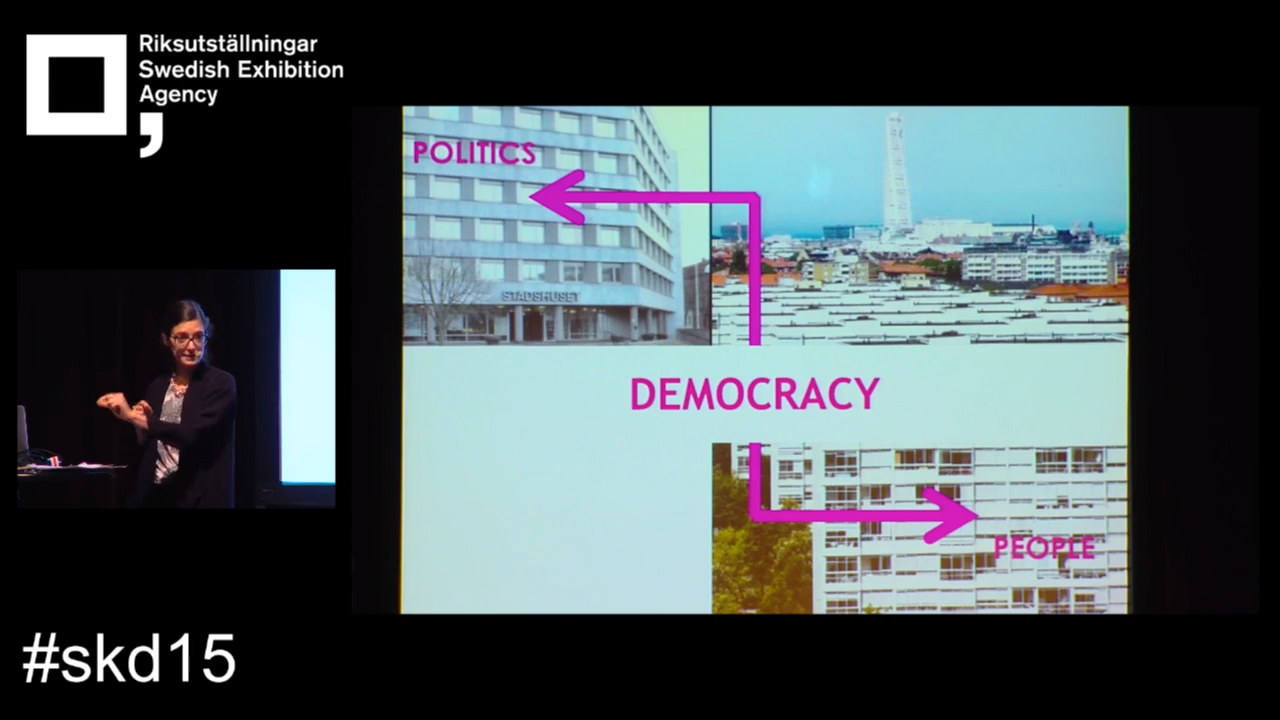 Riksutställningar
Swedish Exhibition
Agency
POLITICS
STADSHUSET
DEMOCRACY
PEOPLE
#skd15